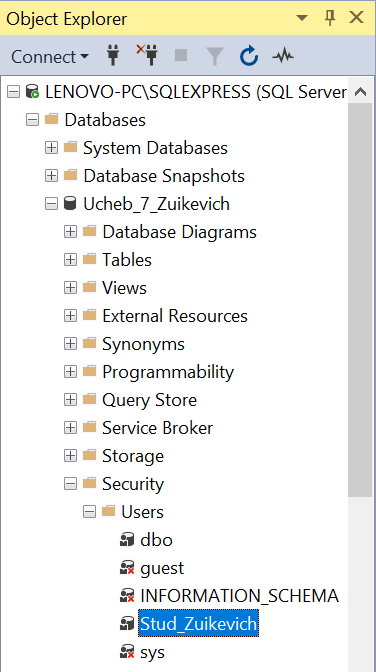 Object Explorer
Connect
LENOVO-PC\SQLEXPRESS (SQL Server
Databases
System Databases
Database Snapshots
Ucheb_7_Zuikevich
Database Diagrams
Tables
Views
External Resources
Synonyms
Programmability
Query Store
Service Broker
Storage
Security
Users
dbo
guest
INFORMATION_SCHEMA
Stud_Zuikevich
sys